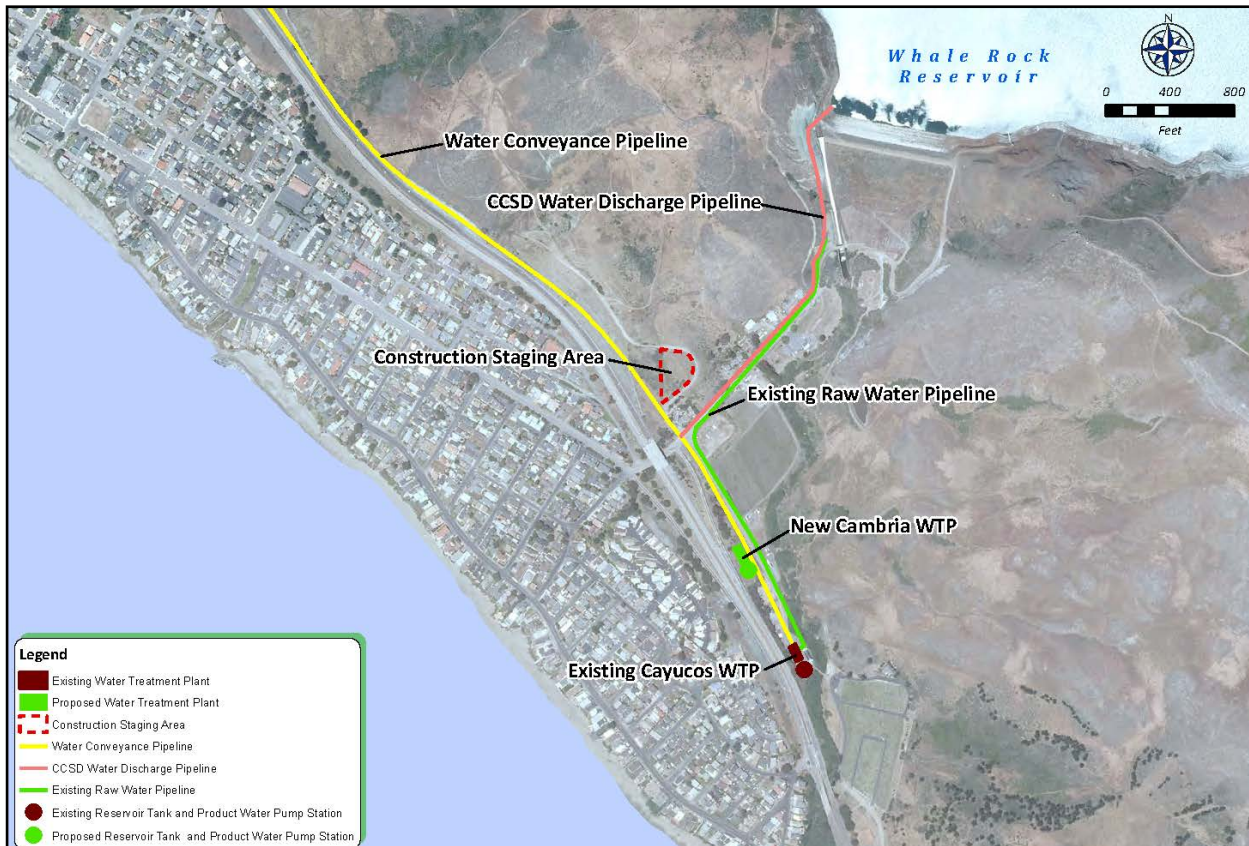 Whale Rock
Reservoir
N
0 400 800
Feet
Water Conveyance Pipeline
CCSD Water Discharge Pipeline
Construction Staging Area
Existing Raw Water Pipeline
New Cambria WTP
Existing Cayucos WTP
Legend
Existing Water Treatment Plant
Proposed Water Treatment Plant
Construction Staging Area
Water Conveyance Pipeline
CCSD Water Discharge Pipeline
Existing Raw Water Pipeline
Existing Reservoir Tank and Product Water Pump Station
Proposed Reservoir Tank and Product Water Pump Station